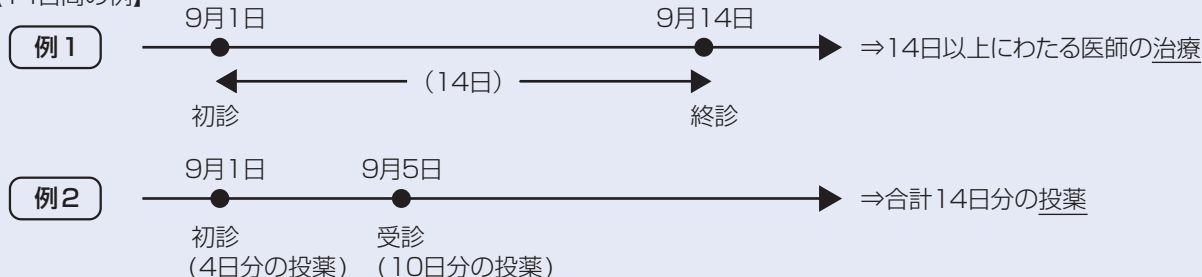 9月1日 9月14日
例1 ⇒14日以上にわたる医師の治療
(14日)
初診 終診
9月1日 9月5日
例2 ⇒合計14日分の投薬
初診 受診
(4日分の投薬) (10日分の投薬)